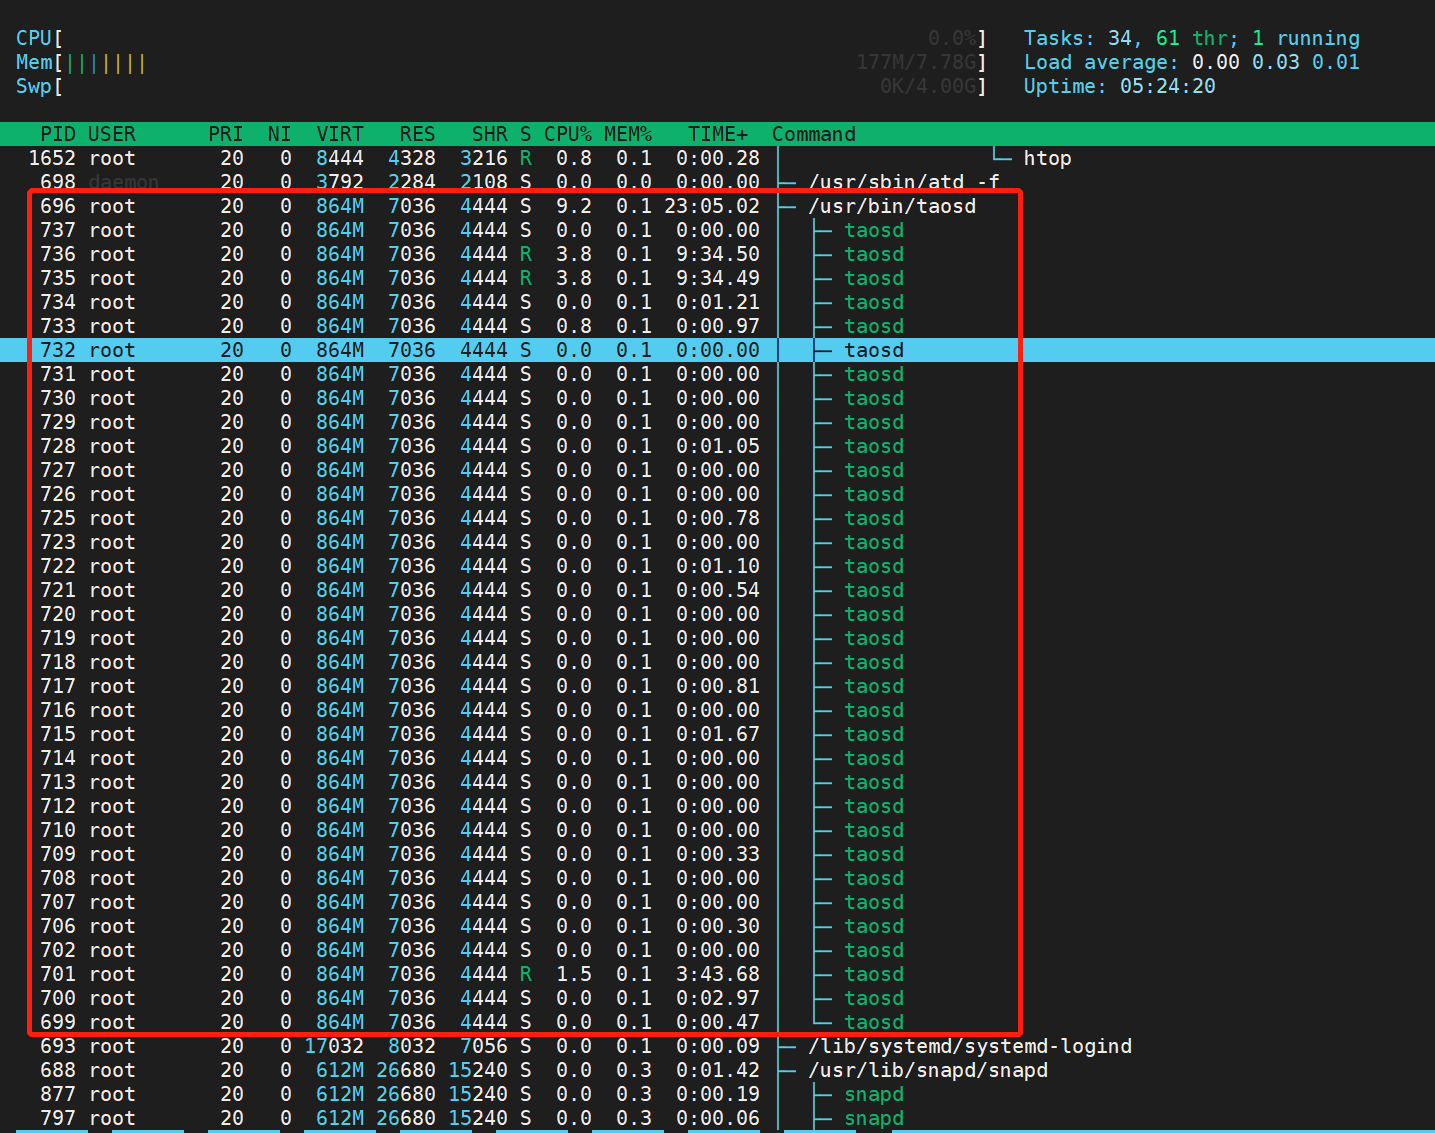 CPU[ 0.0%] Tasks: 34, 61 thr; 1 running
Mem[||||||| 177M/7.78G] Load average: 0.00 0.03 0.01
Swp[ 0K/4.00G] Uptime: 05:24:20
PID USER PRI NI VIRT RES SHR S CPU% MEM% TIME+ Command
1652 root 20 0 8444 4328 3216 R 0.8 0.1 0:00.28 │ └─ htop
698 daemon 20 0 3792 2284 2108 S 0.0 0.0 0:00.00 ├─ /usr/sbin/atd -f
696 root 20 0 864M 7036 4444 S 9.2 0.1 23:05.02 ├─ /usr/bin/taosd
737 root 20 0 864M 7036 4444 S 0.0 0.1 0:00.00 │ ├─ taosd
736 root 20 0 864M 7036 4444 R 3.8 0.1 9:34.50 │ ├─ taosd
735 root 20 0 864M 7036 4444 R 3.8 0.1 9:34.49 │ ├─ taosd
734 root 20 0 864M 7036 4444 S 0.0 0.1 0:01.21 │ ├─ taosd
733 root 20 0 864M 7036 4444 S 0.8 0.1 0:00.97 │ ├─ taosd
732 root 20 0 864M 7036 4444 S 0.0 0.1 0:00.00 │ ├─ taosd
731 root 20 0 864M 7036 4444 S 0.0 0.1 0:00.00 │ ├─ taosd
730 root 20 0 864M 7036 4444 S 0.0 0.1 0:00.00 │ ├─ taosd
729 root 20 0 864M 7036 4444 S 0.0 0.1 0:00.00 │ ├─ taosd
728 root 20 0 864M 7036 4444 S 0.0 0.1 0:01.05 │ ├─ taosd
727 root 20 0 864M 7036 4444 S 0.0 0.1 0:00.00 │ ├─ taosd
726 root 20 0 864M 7036 4444 S 0.0 0.1 0:00.00 │ ├─ taosd
725 root 20 0 864M 7036 4444 S 0.0 0.1 0:00.78 │ ├─ taosd
723 root 20 0 864M 7036 4444 S 0.0 0.1 0:00.00 │ ├─ taosd
722 root 20 0 864M 7036 4444 S 0.0 0.1 0:01.10 │ ├─ taosd
721 root 20 0 864M 7036 4444 S 0.0 0.1 0:00.54 │ ├─ taosd
720 root 20 0 864M 7036 4444 S 0.0 0.1 0:00.00 │ ├─ taosd
719 root 20 0 864M 7036 4444 S 0.0 0.1 0:00.00 │ ├─ taosd
718 root 20 0 864M 7036 4444 S 0.0 0.1 0:00.00 │ ├─ taosd
717 root 20 0 864M 7036 4444 S 0.0 0.1 0:00.81 │ ├─ taosd
716 root 20 0 864M 7036 4444 S 0.0 0.1 0:00.00 │ ├─ taosd
715 root 20 0 864M 7036 4444 S 0.0 0.1 0:01.67 │ ├─ taosd
714 root 20 0 864M 7036 4444 S 0.0 0.1 0:00.00 │ ├─ taosd
713 root 20 0 864M 7036 4444 S 0.0 0.1 0:00.00 │ ├─ taosd
712 root 20 0 864M 7036 4444 S 0.0 0.1 0:00.00 │ ├─ taosd
710 root 20 0 864M 7036 4444 S 0.0 0.1 0:00.00 │ ├─ taosd
709 root 20 0 864M 7036 4444 S 0.0 0.1 0:00.33 │ ├─ taosd
708 root 20 0 864M 7036 4444 S 0.0 0.1 0:00.00 │ ├─ taosd
707 root 20 0 864M 7036 4444 S 0.0 0.1 0:00.00 │ ├─ taosd
706 root 20 0 864M 7036 4444 S 0.0 0.1 0:00.30 │ ├─ taosd
702 root 20 0 864M 7036 4444 S 0.0 0.1 0:00.00 │ ├─ taosd
701 root 20 0 864M 7036 4444 R 1.5 0.1 3:43.68 │ ├─ taosd
700 root 20 0 864M 7036 4444 S 0.0 0.1 0:02.97 │ ├─ taosd
699 root 20 0 864M 7036 4444 S 0.0 0.1 0:00.47 │ └─ taosd
693 root 20 0 17032 8032 7056 S 0.0 0.1 0:00.09 ├─ /lib/systemd/systemd-logind
688 root 20 0 612M 26680 15240 S 0.0 0.3 0:01.42 ├─ /usr/lib/snapd/snapd
877 root 20 0 612M 26680 15240 S 0.0 0.3 0:00.19 │ ├─ snapd
797 root 20 0 612M 26680 15240 S 0.0 0.3 0:00.06 │ ├─ snapd